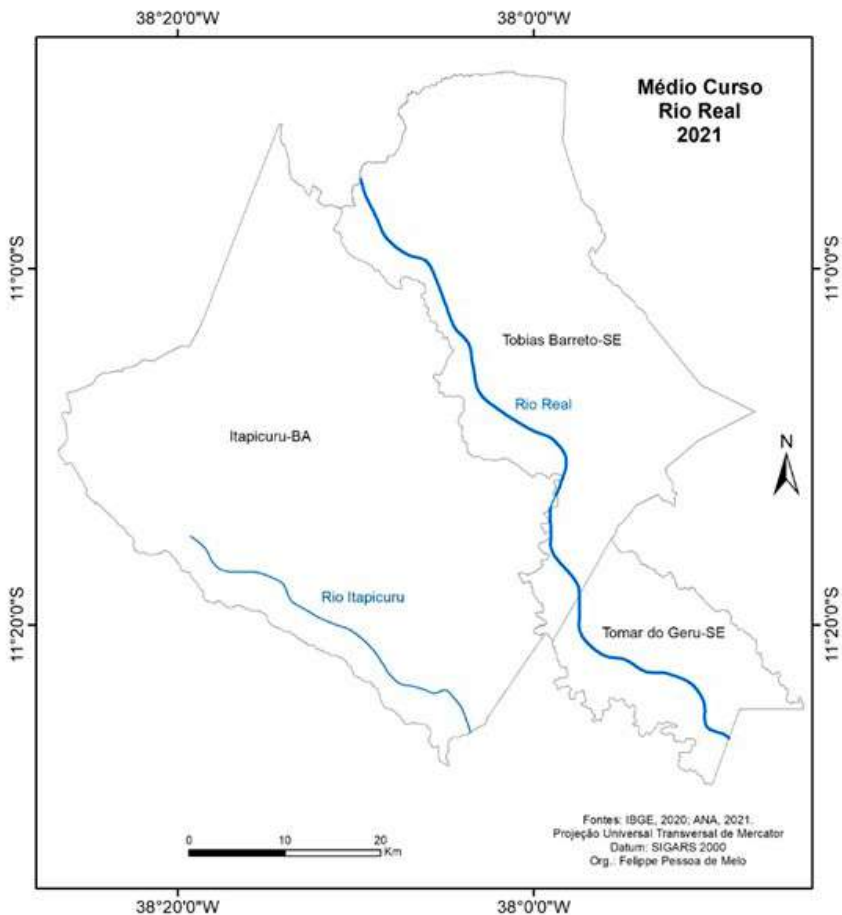 38°20'0"W
38°0'0"W
Médio Curso
Rio Real
2021
11°0'0"S
11°0'0"S
Tobias Barreto-SE
Rio Real
Itapicuru-BA
N
Rio Itapicuru
11°20'0"S
Tomar do Geru-SE
11°20'0"S
0
10
20
Km
Fontes: IBGE, 2020; ANA, 2021.
Projeção Universal Transversal de Mercator
Datum: SIGARS 2000
Org.: Felippe Pessoa de Melo
38°20'0"W
38°0'0"W